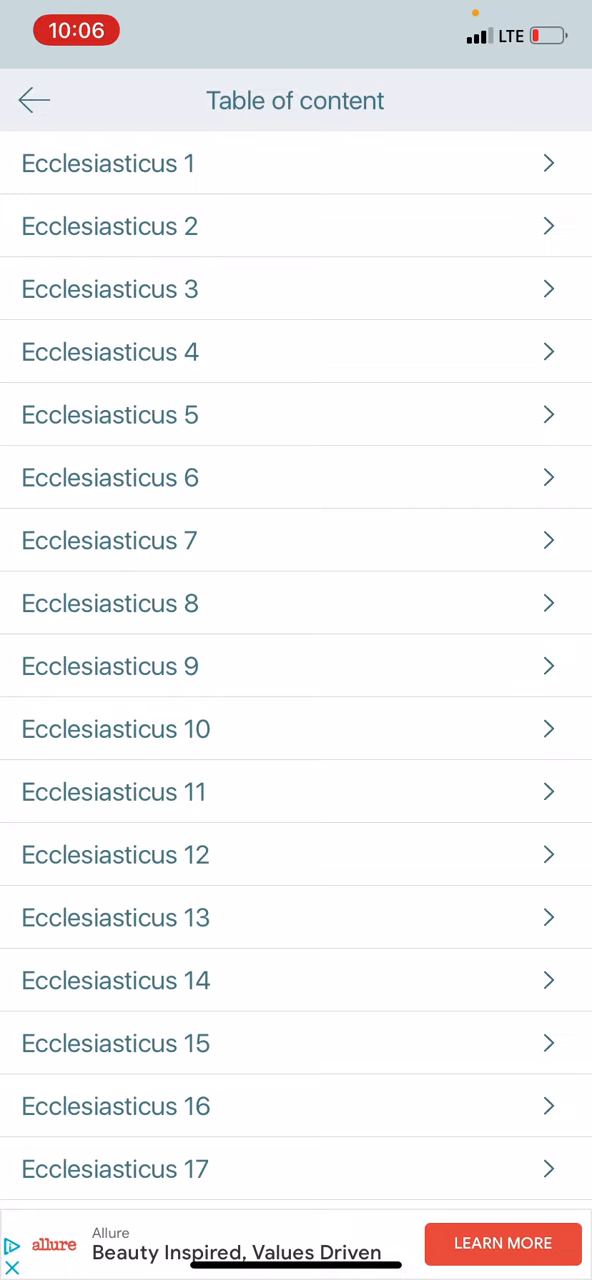 10:06
LTE
Table of content
Ecclesiasticus 1
Ecclesiasticus 2
Ecclesiasticus 3
Ecclesiasticus 4
Ecclesiasticus 5
Ecclesiasticus 6
Ecclesiasticus 7
Ecclesiasticus 8
Ecclesiasticus 9
Ecclesiasticus 10
Ecclesiasticus 11
Ecclesiasticus 12
Ecclesiasticus 13
Ecclesiasticus 14
Ecclesiasticus 15
Ecclesiasticus 16
Ecclesiasticus 17
allure
Allure
Beauty Inspired, Values Driven
LEARN MORE